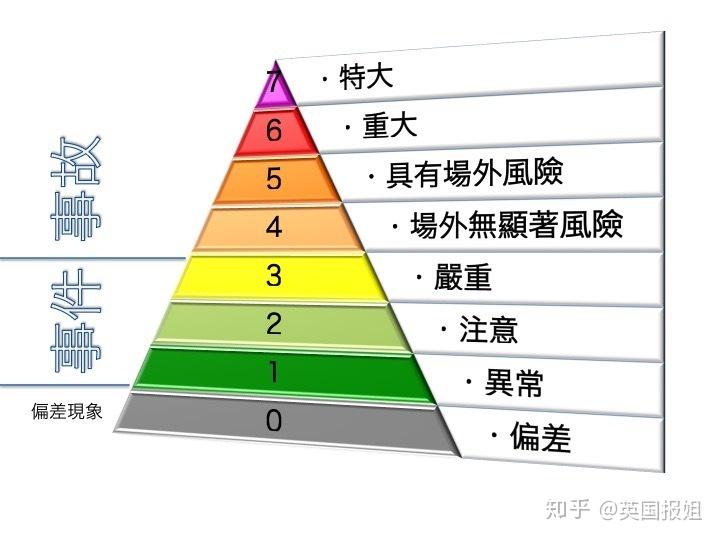 7
・特大
6
・重大
5
・具有場外風險
4
・場外無顯著風險
3
・嚴重
2
・注意
1
・異常
0
・偏差
事故
事件
偏差現象
知乎 @英国报姐